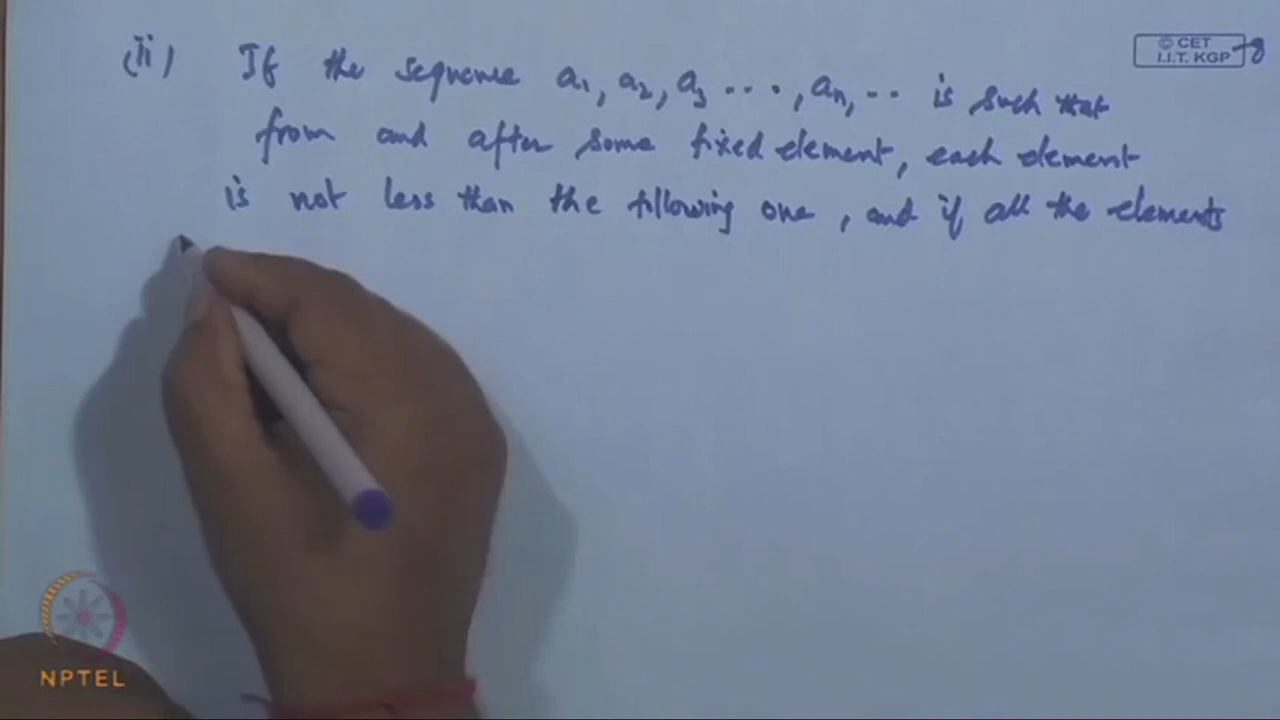 (ii) If the sequence a1, a2, a3 ...., an, .. is such that
from and after some fixed element, each element
is not less than the following one, and if all the elements
© CET
I.I.T. KGP
8
NPTEL